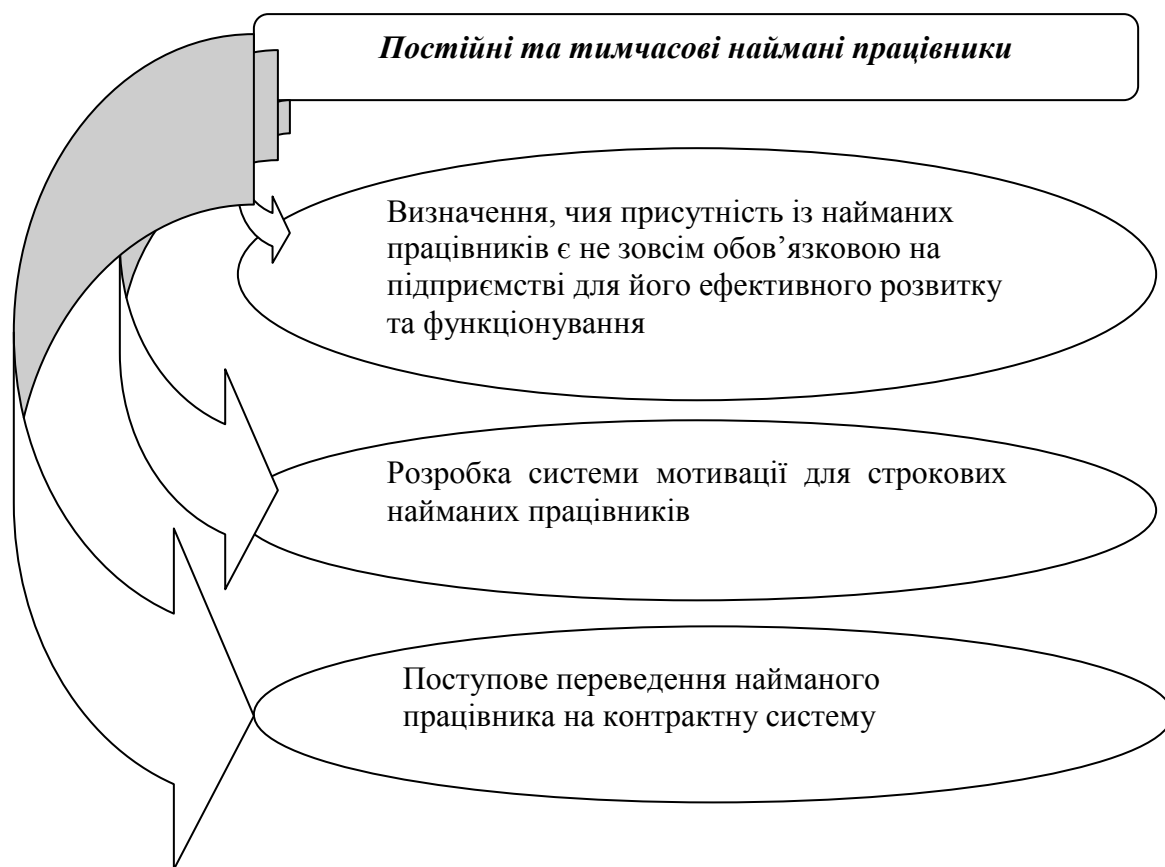 Постійні та тимчасові наймані працівники
Визначення, чия присутність із найманих
працівників є не зовсім обов’язковою на
підприємстві для його ефективного розвитку
та функціонування
Розробка системи мотивації для строкових
найманих працівників
Поступове переведення найманого
працівника на контрактну систему